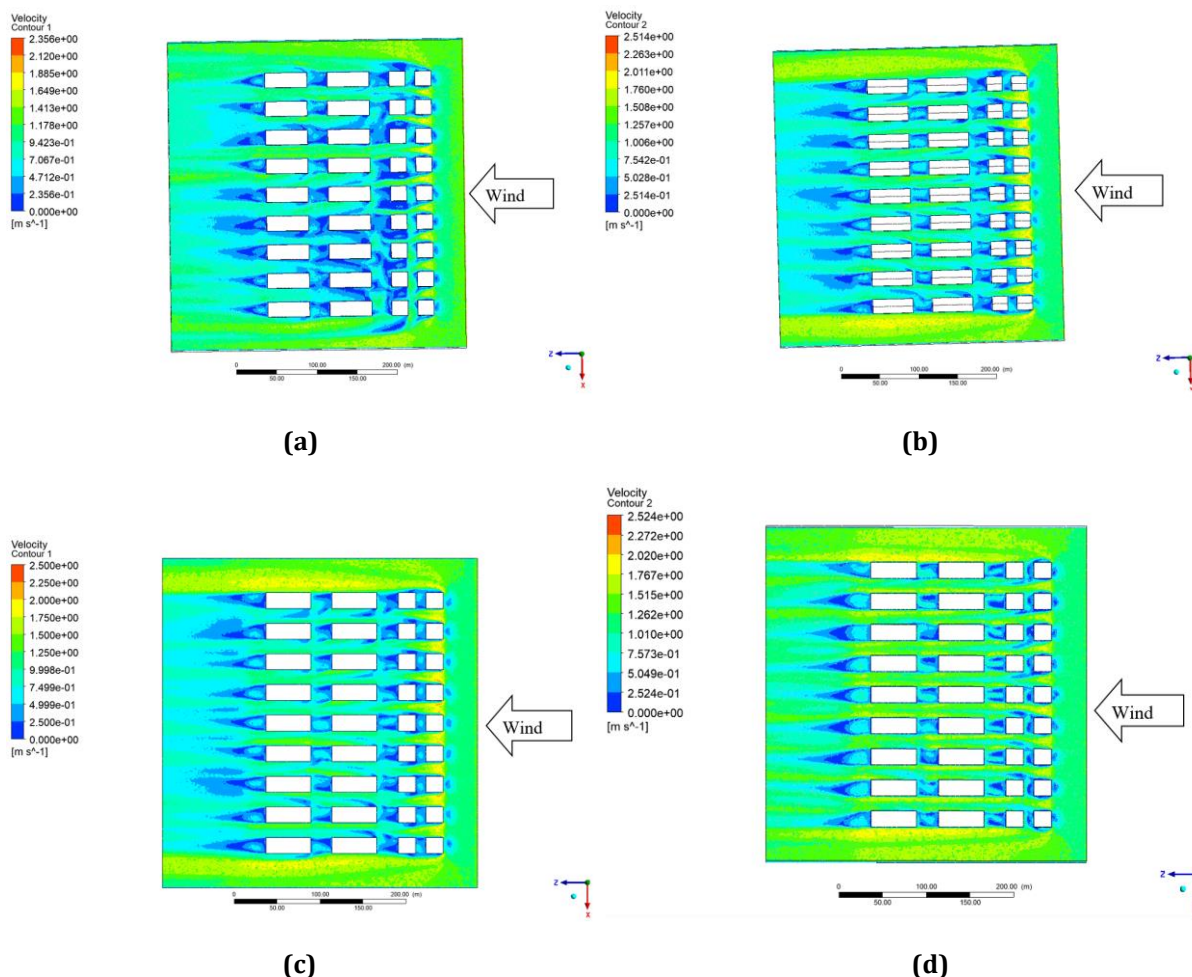 Velocity
Contour 1
2.356e+00
2.120e+00
1.885e+00
1.649e+00
1.413e+00
1.178e+00
9.423e-01
7.067e-01
4.712e-01
2.356e-01
0.000e+00
[m s^-1]
Wind
0 100.00 200.00 (m)
50.00 150.00
Z
X
(a)
Velocity
Contour 2
2.514e+00
2.263e+00
2.011e+00
1.760e+00
1.508e+00
1.257e+00
1.006e+00
7.542e-01
5.028e-01
2.514e-01
0.000e+00
[m s^-1]
Wind
0 100.00 200.00 (m)
50.00 150.00
Z
(b)
Velocity
Contour 1
2.500e+00
2.250e+00
2.000e+00
1.750e+00
1.500e+00
1.250e+00
9.998e-01
7.499e-01
4.999e-01
2.500e-01
0.000e+00
[m s^-1]
Wind
0 100.00 200.00 (m)
50.00 150.00
Z
X
(c)
Velocity
Contour 2
2.524e+00
2.272e+00
2.020e+00
1.767e+00
1.515e+00
1.262e+00
1.010e+00
7.573e-01
5.049e-01
2.524e-01
0.000e+00
[m s^-1]
Wind
0 100.00 200.00 (m)
50.00 150.00
Z
(d)